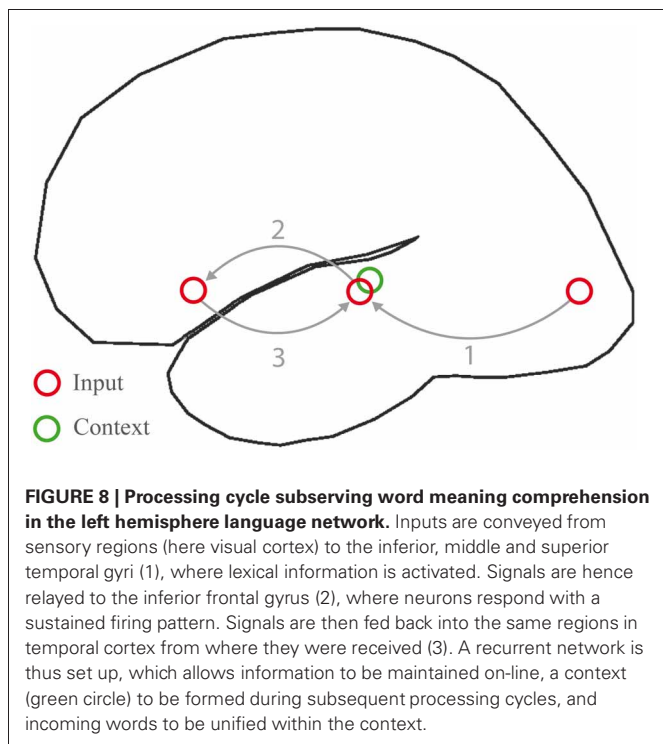 2
3
1
Input
Context
FIGURE 8 | Processing cycle subserving word meaning comprehension
in the left hemisphere language network. Inputs are conveyed from
sensory regions (here visual cortex) to the inferior, middle and superior
temporal gyri (1), where lexical information is activated. Signals are hence
relayed to the inferior frontal gyrus (2), where neurons respond with a
sustained firing pattern. Signals are then fed back into the same regions in
temporal cortex from where they were received (3). A recurrent network is
thus set up, which allows information to be maintained on-line, a context
(green circle) to be formed during subsequent processing cycles, and
incoming words to be unified within the context.